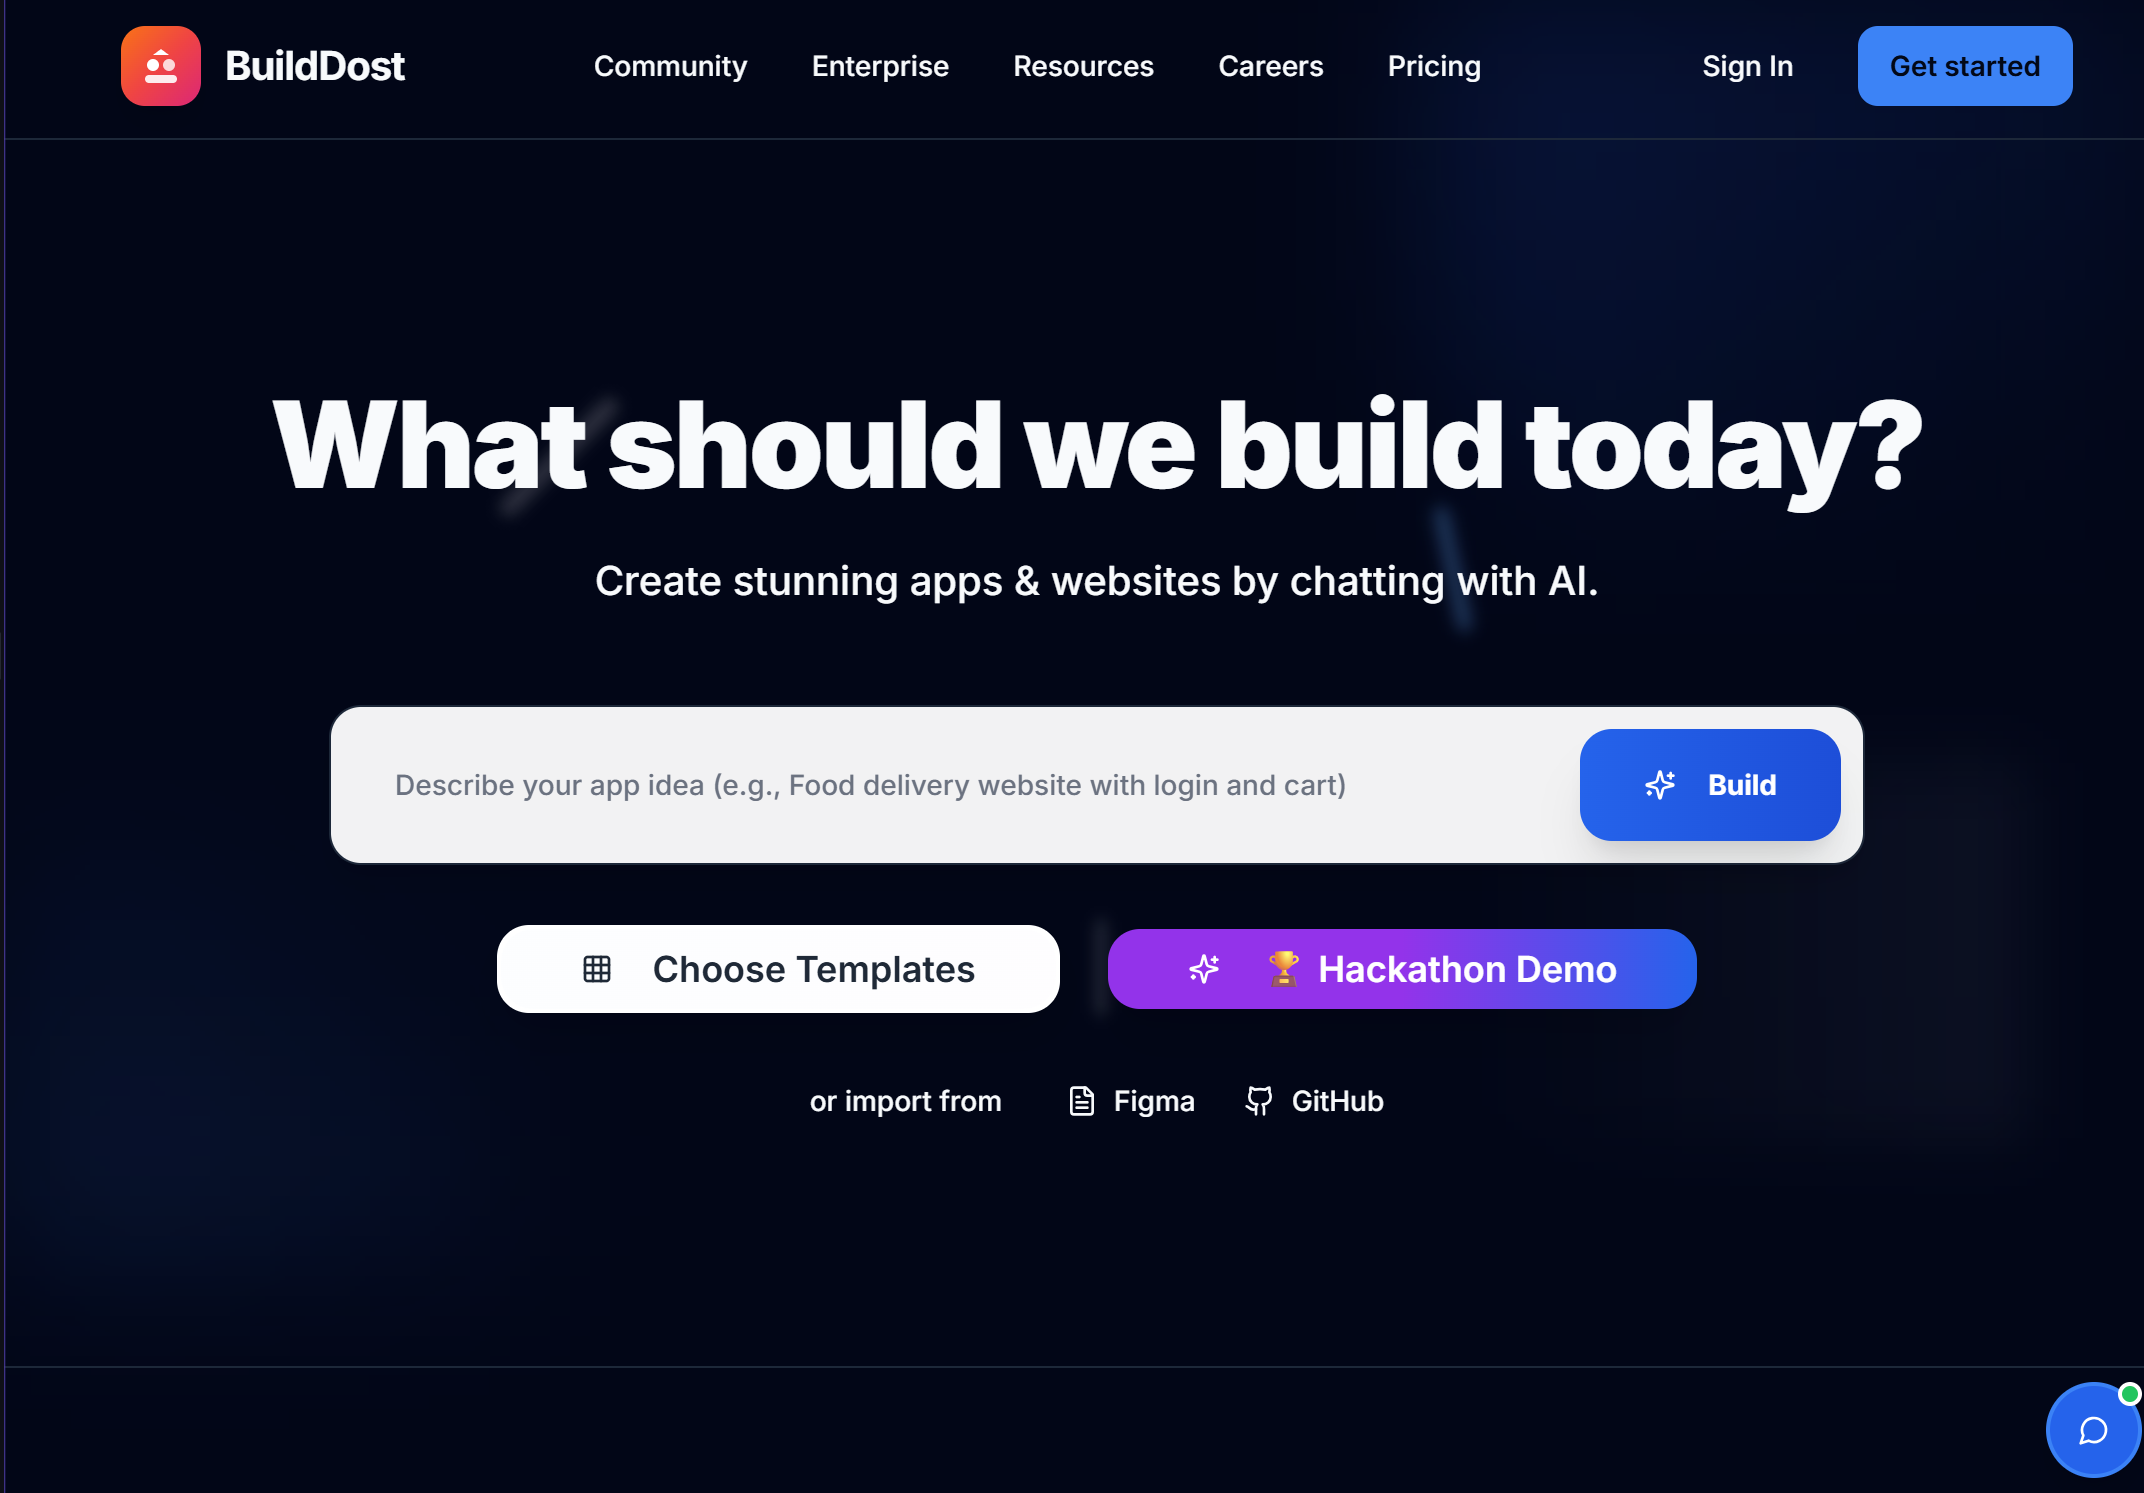 BuildDost
Community Enterprise Resources Careers Pricing
Sign In
Get started
What should we build today?
Create stunning apps & websites by chatting with AI.
Describe your app idea (e.g., Food delivery website with login and cart)
Build
Choose Templates
🏆 Hackathon Demo
or import from Figma GitHub